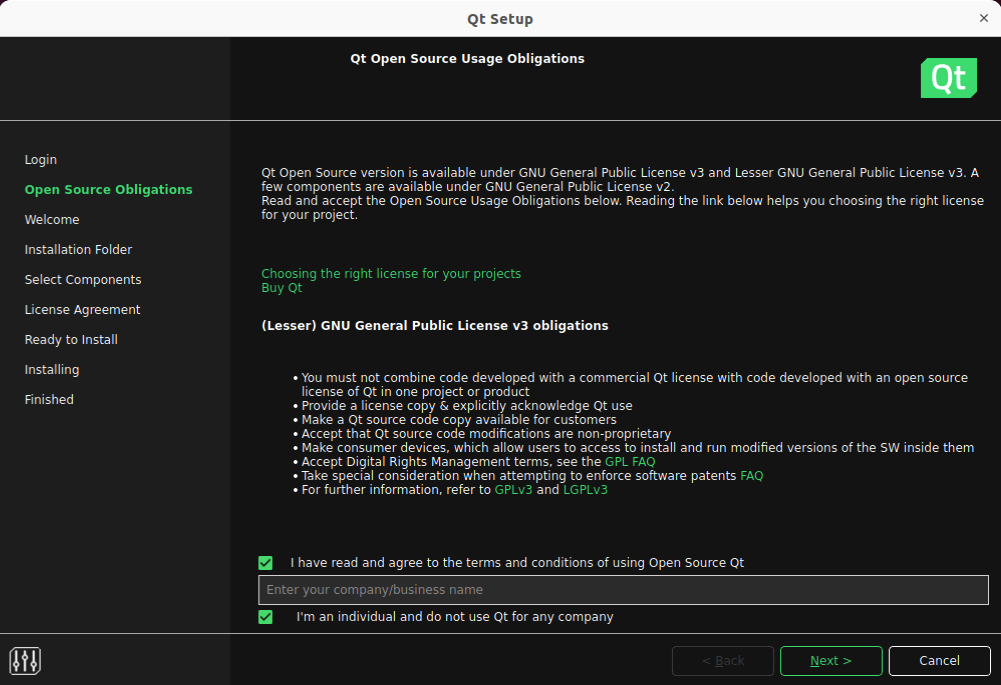 Qt Setup
×
Qt Open Source Usage Obligations
Qt
Login
Open Source Obligations
Welcome
Installation Folder
Select Components
License Agreement
Ready to Install
Installing
Finished
Qt Open Source version is available under GNU General Public License v3 and Lesser GNU General Public License v3. A
few components are available under GNU General Public License v2.
Read and accept the Open Source Usage Obligations below. Reading the link below helps you choosing the right license
for your project.
Choosing the right license for your projects
Buy Qt
(Lesser) GNU General Public License v3 obligations
• You must not combine code developed with a commercial Qt license with code developed with an open source
license of Qt in one project or product
• Provide a license copy & explicitly acknowledge Qt use
• Make a Qt source code copy available for customers
• Accept that Qt source code modifications are non-proprietary
• Make consumer devices, which allow users to access to install and run modified versions of the SW inside them
• Accept Digital Rights Management terms, see the GPL FAQ
• Take special consideration when attempting to enforce software patents FAQ
• For further information, refer to GPLv3 and LGPLv3
I have read and agree to the terms and conditions of using Open Source Qt
Enter your company/business name
I'm an individual and do not use Qt for any company
< Back
Next >
Cancel